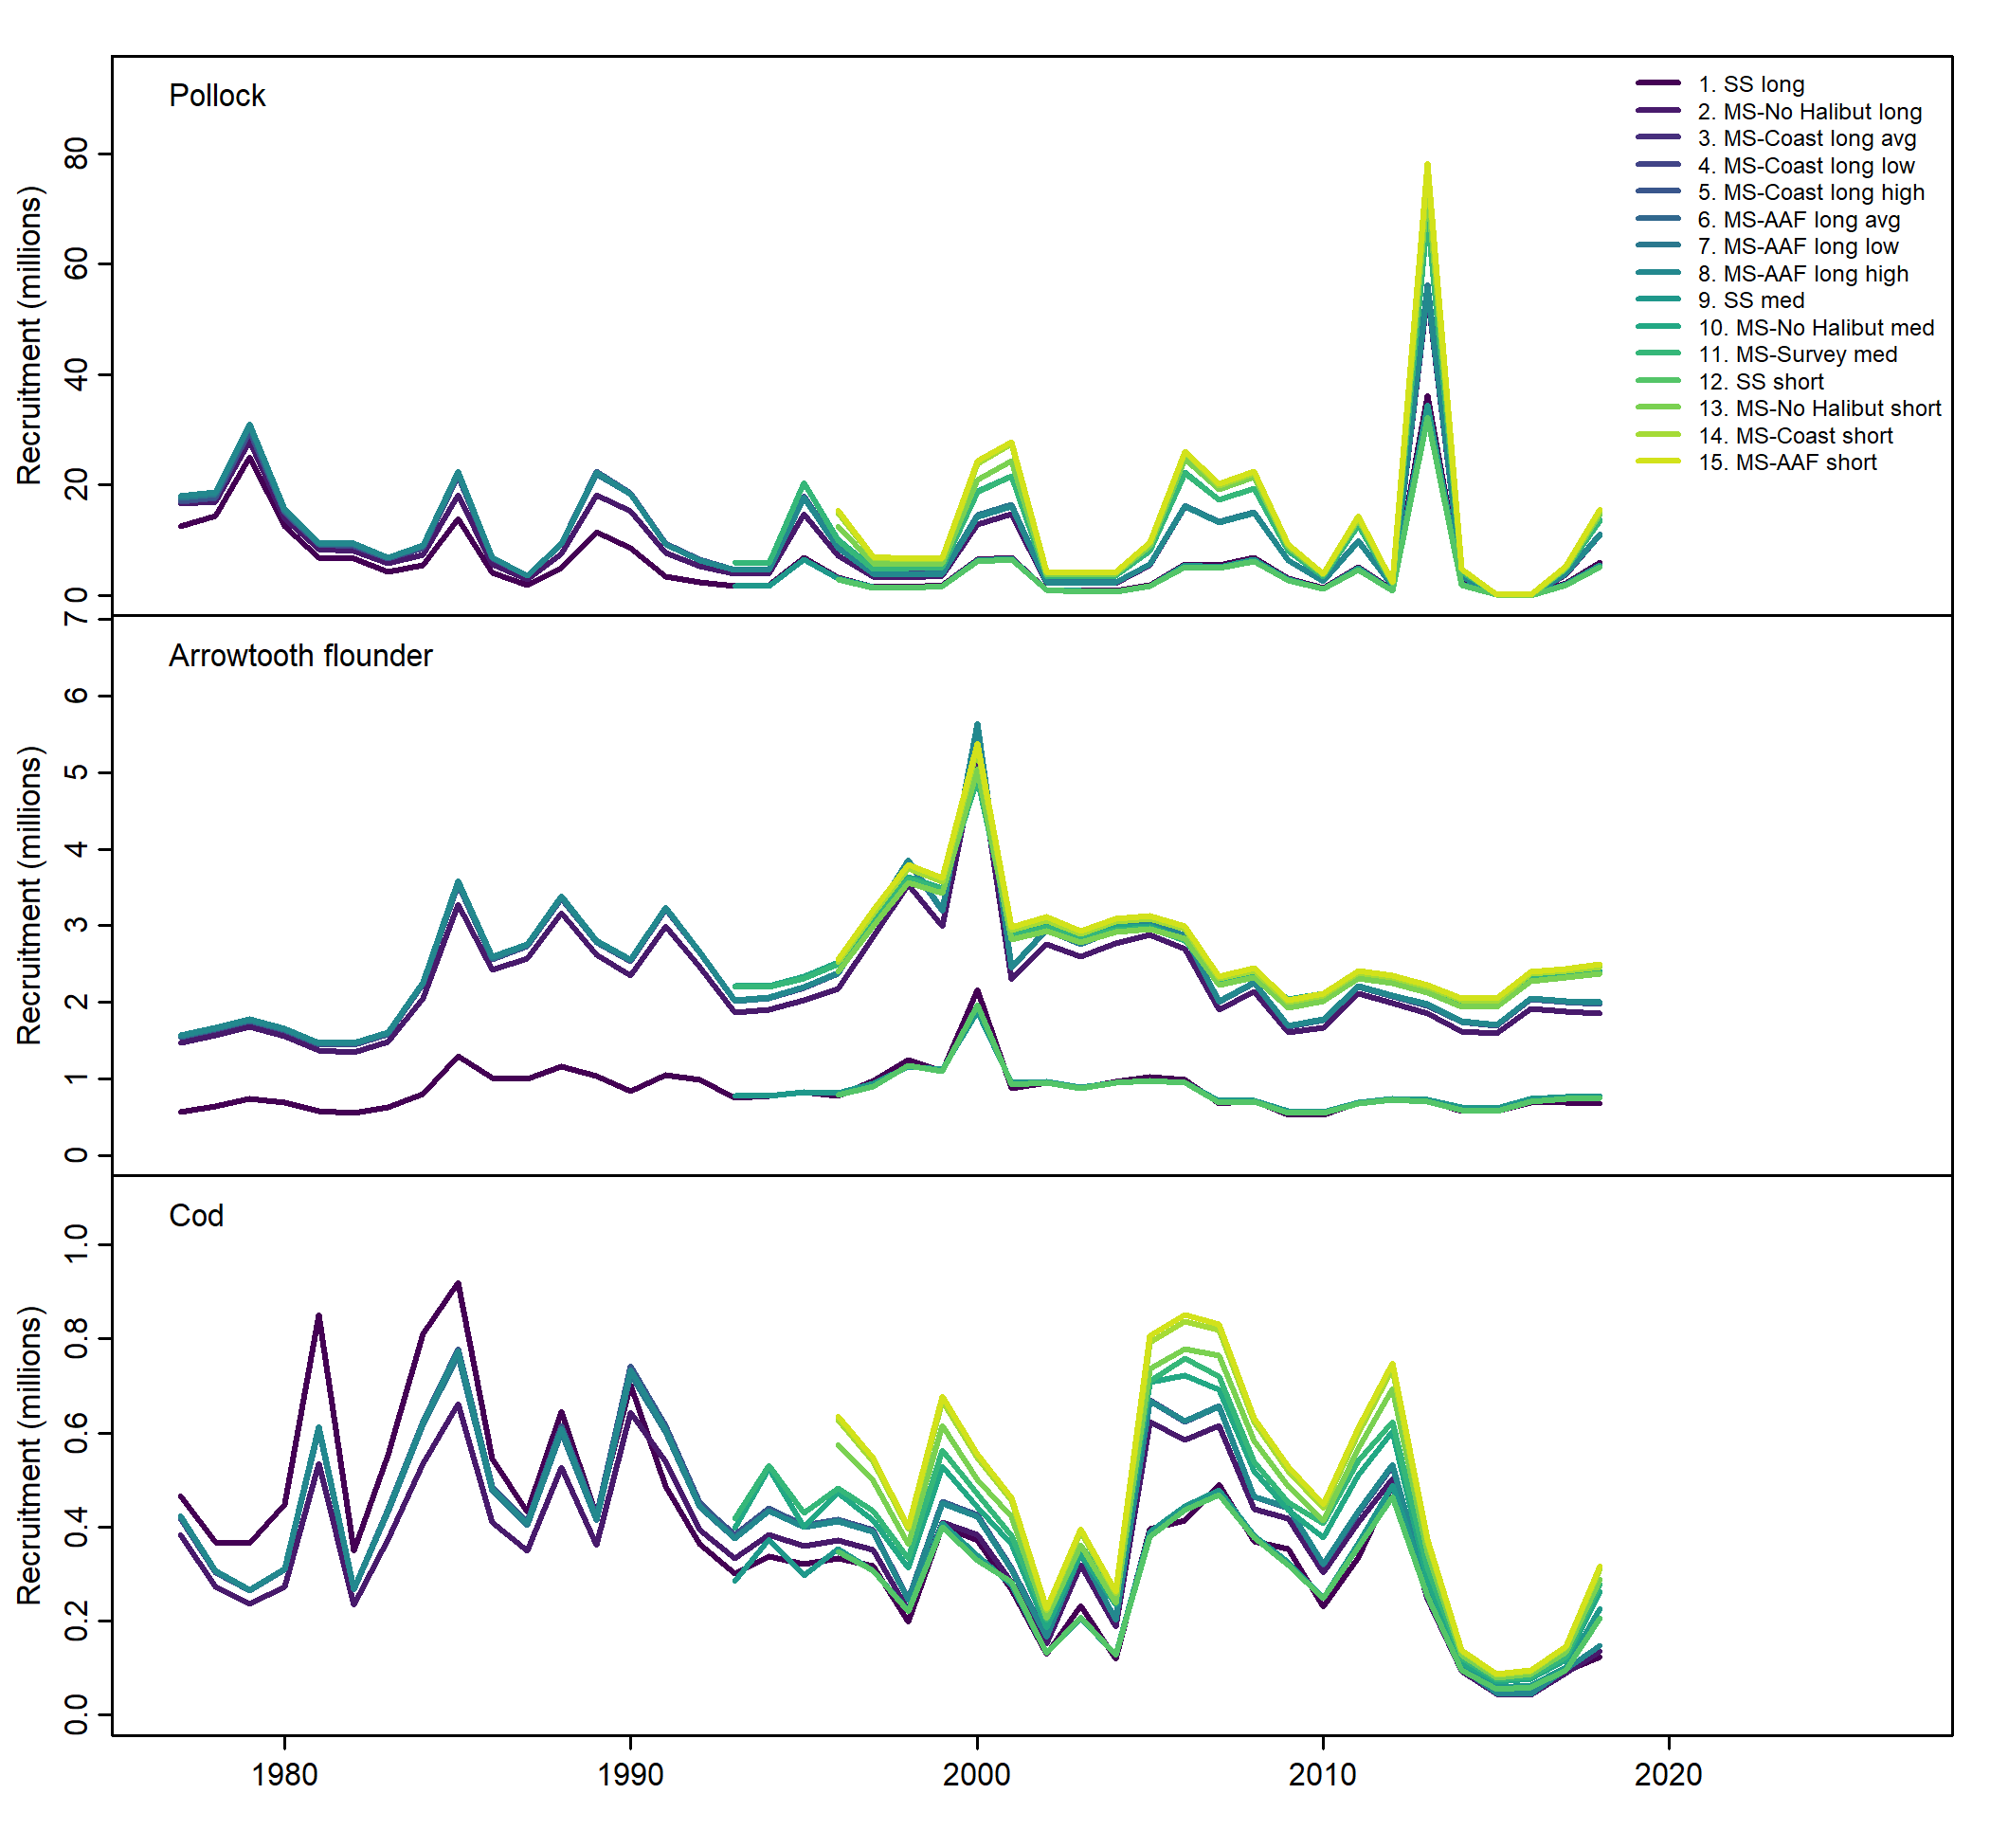 Pollock
Recruitment (millions)
0
20
40
60
80
1. SS long
2. MS-No Halibut long
3. MS-Coast long avg
4. MS-Coast long low
5. MS-Coast long high
6. MS-AAF long avg
7. MS-AAF long low
8. MS-AAF long high
9. SS med
10. MS-No Halibut med
11. MS-Survey med
12. SS short
13. MS-No Halibut short
14. MS-Coast short
15. MS-AAF short
Arrowtooth flounder
Recruitment (millions)
0
1
2
3
4
5
6
7
Cod
Recruitment (millions)
0.0
0.2
0.4
0.6
0.8
1.0
1980
1990
2000
2010
2020